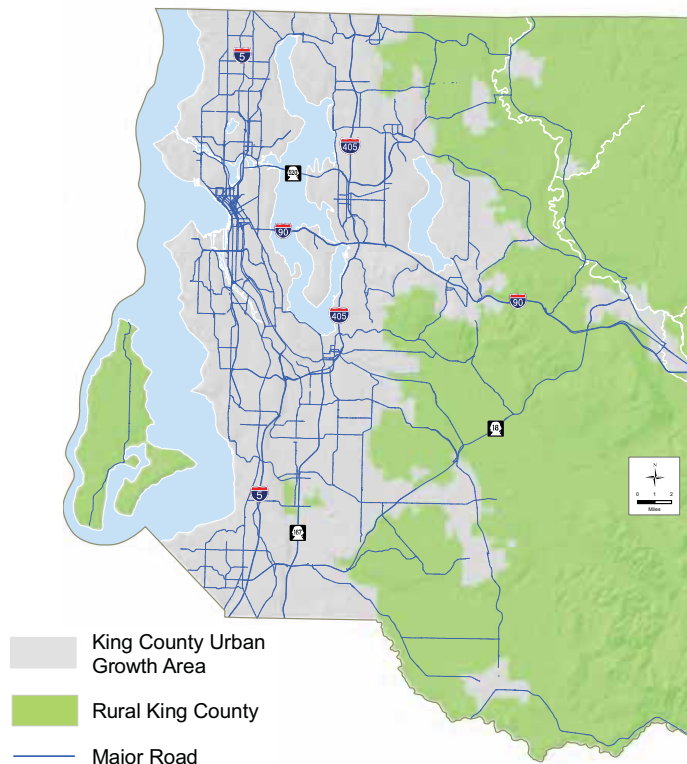 5
405
520
90
405
90
18
N
0 1 2
Miles
5
167
King County Urban
Growth Area
Rural King County
Major Road